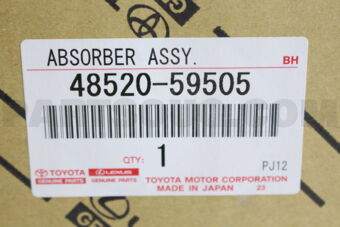 ABSORBER ASSY. BH
48520-59505
QTY: 1 PJ12
TOYOTA LEXUS TOYOTA MOTOR CORPORATION
GENUINE PARTS GENUINE PARTS MADE IN JAPAN 23